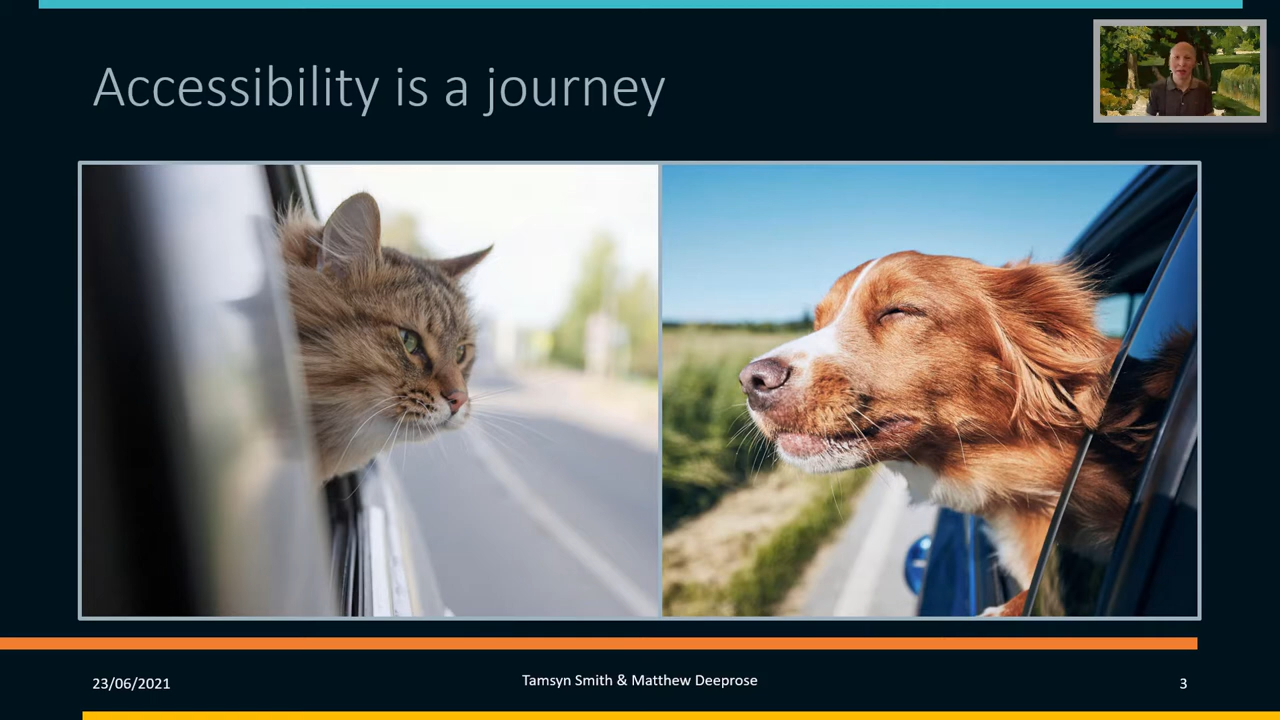 Accessibility is a journey
23/06/2021
Tamsyn Smith & Matthew Deeprose
3